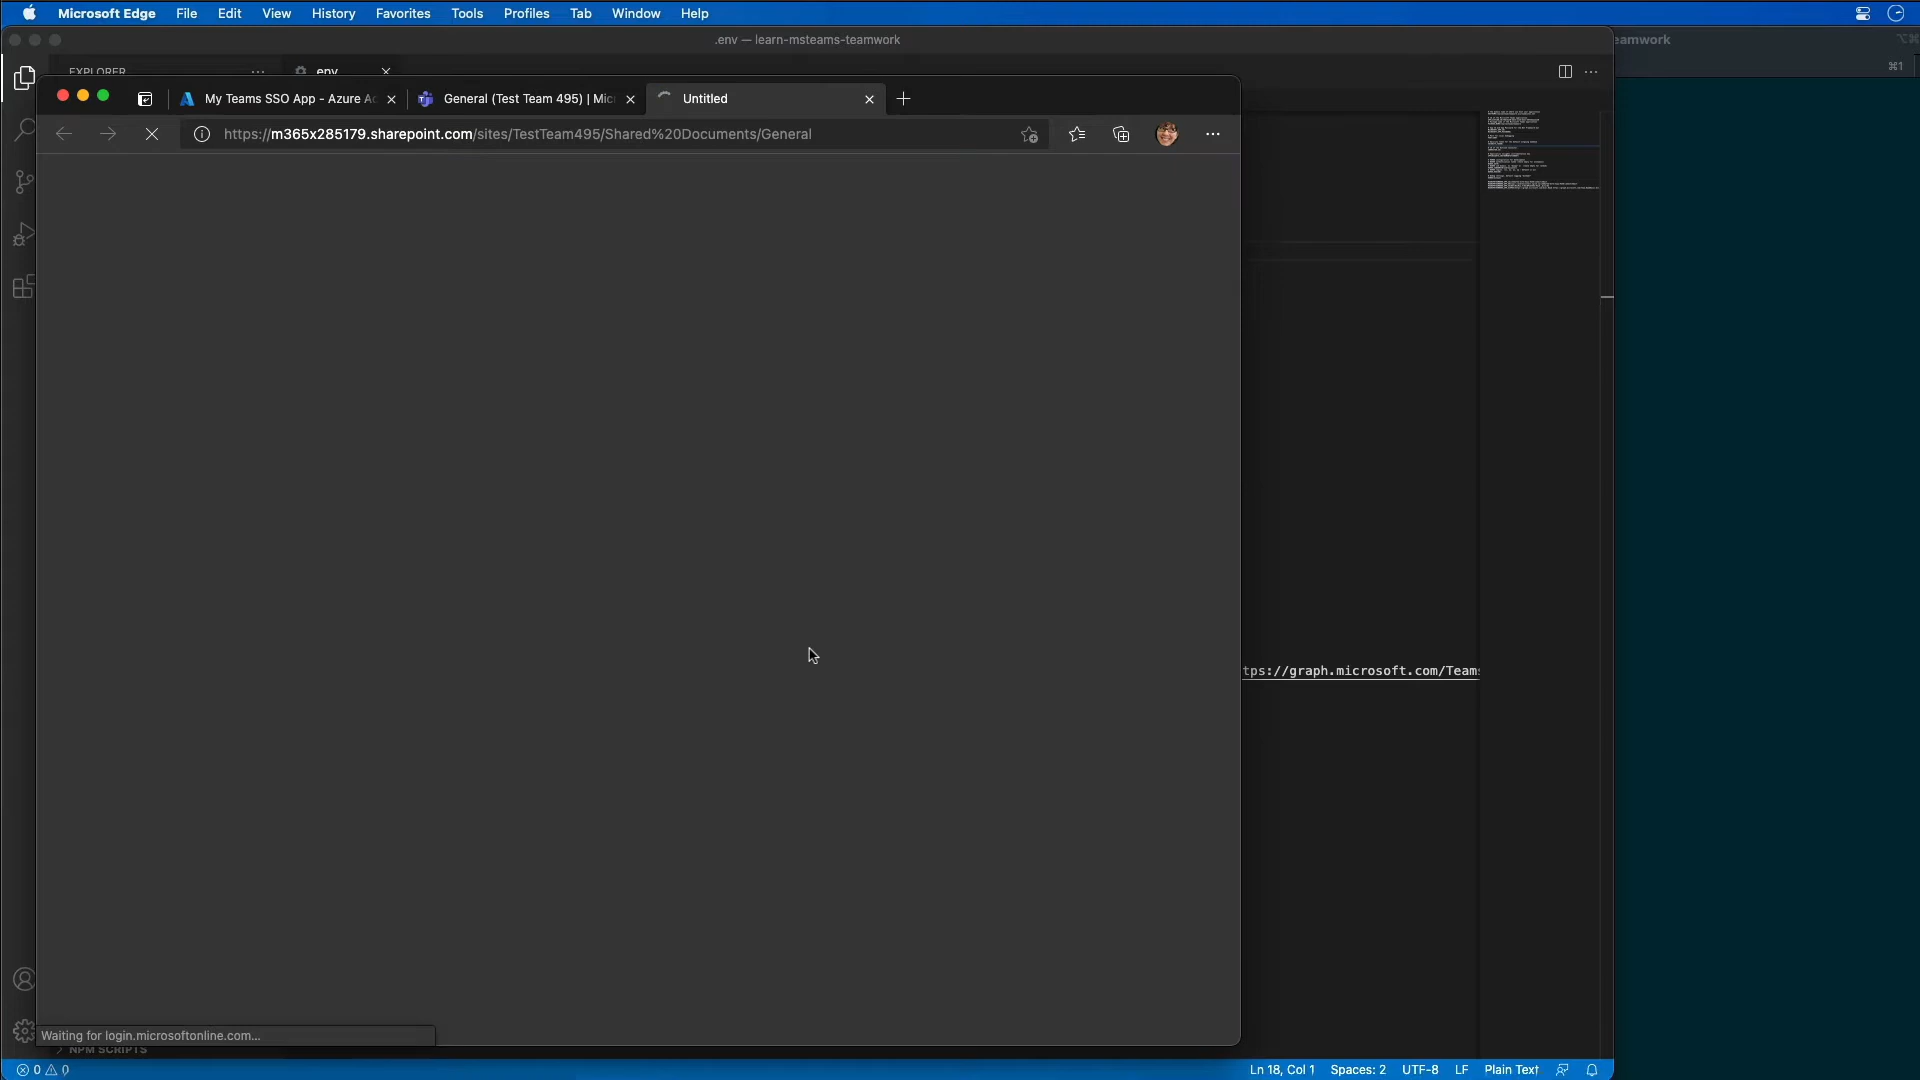 Microsoft Edge File Edit View History Favorites Tools Profiles Tab Window Help
.env — learn-msteams-teamwork
eamwork
EXPLORER
.env
⌘1
My Teams SSO App - Azure Ac
General (Test Team 495) | Mic
Untitled
https://m365x285179.sharepoint.com/sites/TestTeam495/Shared%20Documents/General
tps://graph.microsoft.com/Teams
Waiting for login.microsoftonline.com...
NPM SCRIPTS
0 0
Ln 18, Col 1 Spaces: 2 UTF-8 LF Plain Text